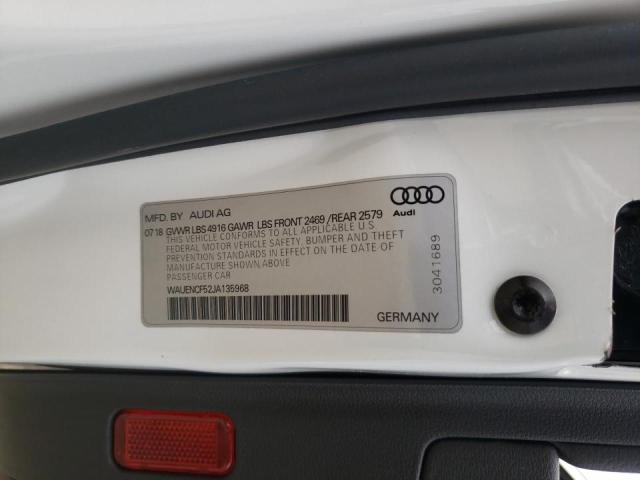 MFD. BY AUDI AG
Audi
07 18 GVWR LBS 4916 GAWR LBS FRONT 2469 /REAR 2579
THIS VEHICLE CONFORMS TO ALL APPLICABLE U.S
FEDERAL MOTOR VEHICLE SAFETY, BUMPER AND THEFT
PREVENTION STANDARDS IN EFFECT ON THE DATE OF
MANUFACTURE SHOWN ABOVE
PASSENGER CAR
WAUENCF52JA135968
3041689
GERMANY